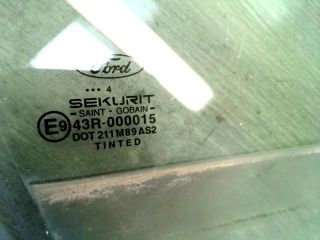 Ford
••• 4
SEKURIT
SAINT - GOBAIN
E9 43R-000015
DOT 211 M89 AS2
TINTED